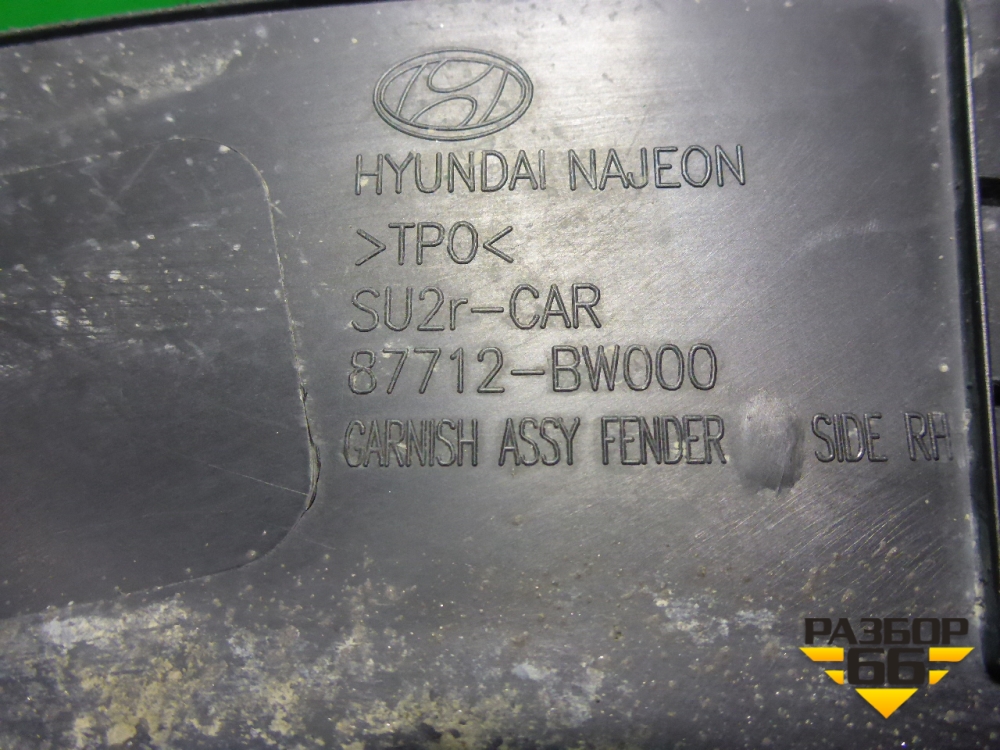 HYUNDAI NAJEON
>TPO<
SU2r-CAR
87712-BW000
GARNISH ASSY FENDER SIDE RH
РАЗБОР
66